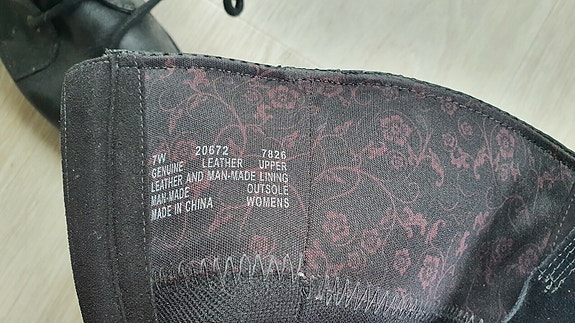 7W 20672 7826
GENUINE LEATHER UPPER
LEATHER AND MAN-MADE LINING
MAN-MADE OUTSOLE
MADE IN CHINA WOMENS